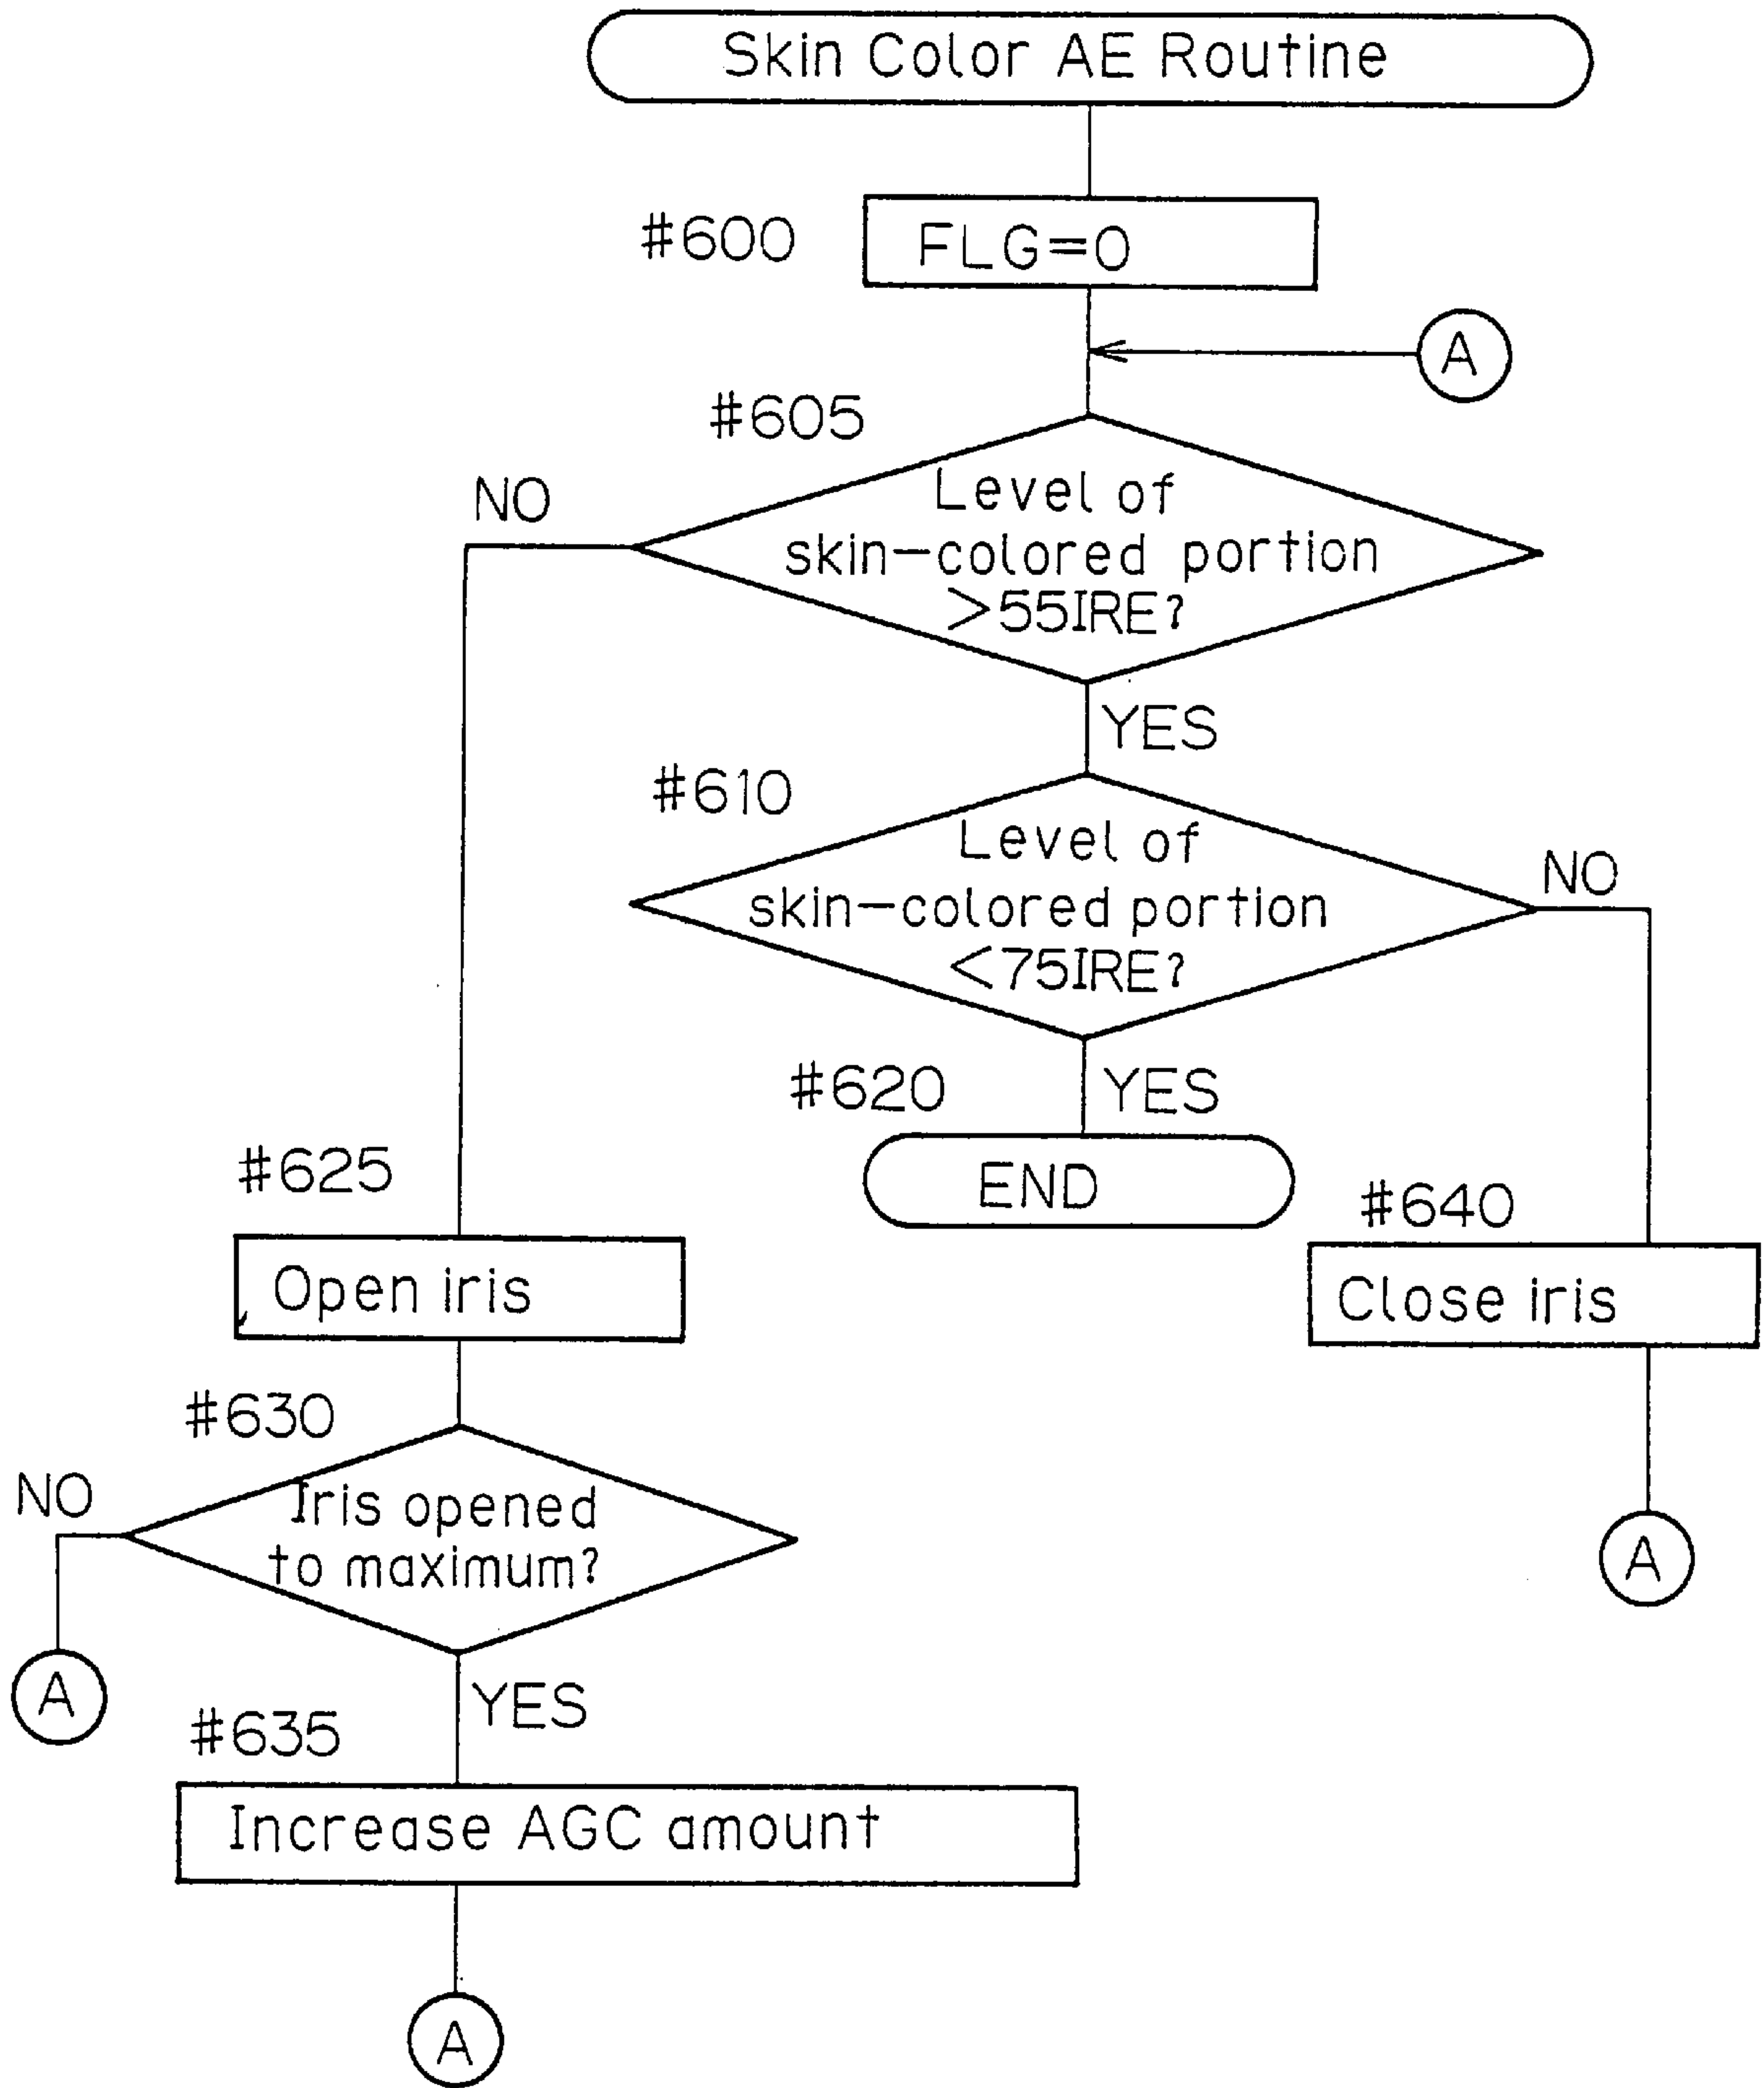 Skin Color AE Routine
#600
FLG=0
A
#605
NO
Level of
skin-colored portion
>55IRE?
YES
#610
Level of
skin-colored portion
<75IRE?
NO
#620
YES
END
#625
Open iris
#640
Close iris
A
#630
NO
Iris opened
to maximum?
A
YES
#635
Increase AGC amount
A